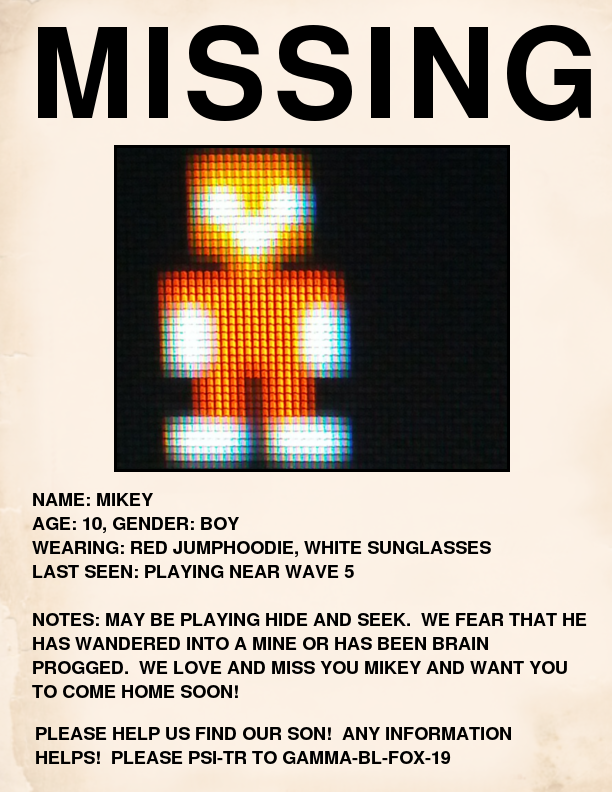 MISSING
NAME: MIKEY
AGE: 10, GENDER: BOY
WEARING: RED JUMPHOODIE, WHITE SUNGLASSES
LAST SEEN: PLAYING NEAR WAVE 5
NOTES: MAY BE PLAYING HIDE AND SEEK. WE FEAR THAT HE
HAS WANDERED INTO A MINE OR HAS BEEN BRAIN
PROGGED. WE LOVE AND MISS YOU MIKEY AND WANT YOU
TO COME HOME SOON!
PLEASE HELP US FIND OUR SON! ANY INFORMATION
HELPS! PLEASE PSI-TR TO GAMMA-BL-FOX-19